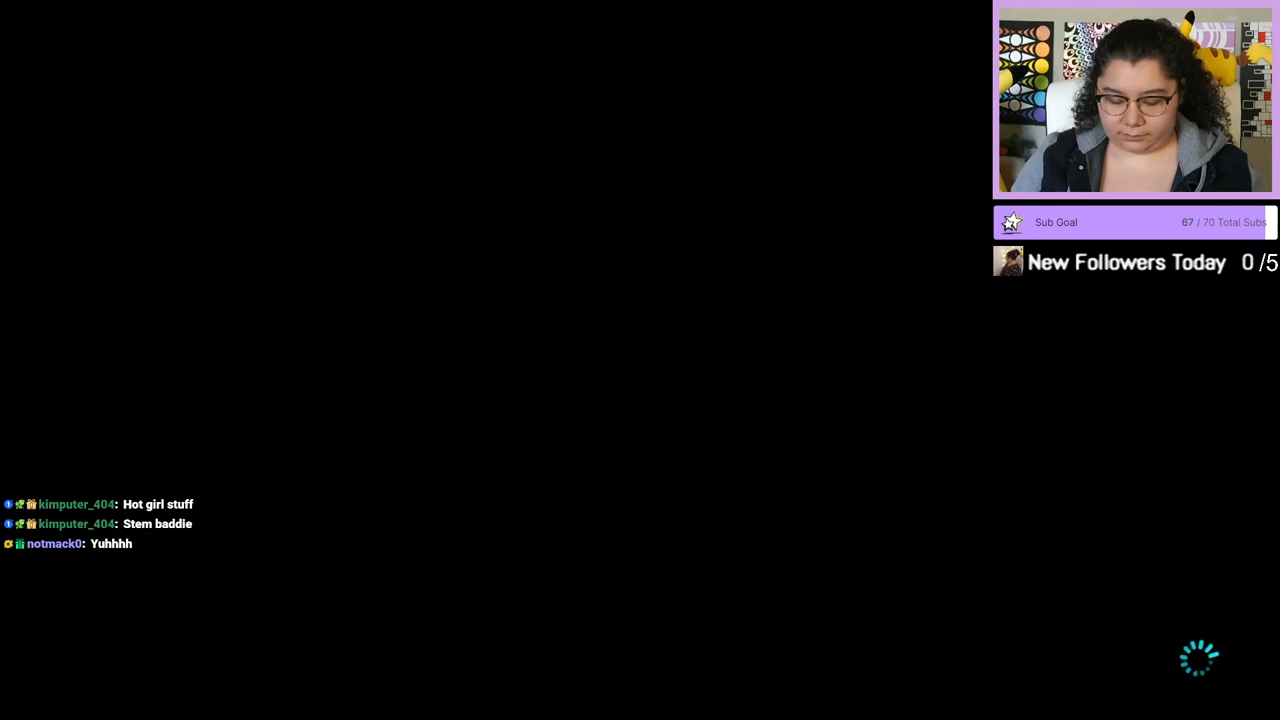 Sub Goal 67 / 70 Total Subs
New Followers Today 0 /5
kimputer_404: Hot girl stuff
kimputer_404: Stem baddie
notmack0: Yuhhhh